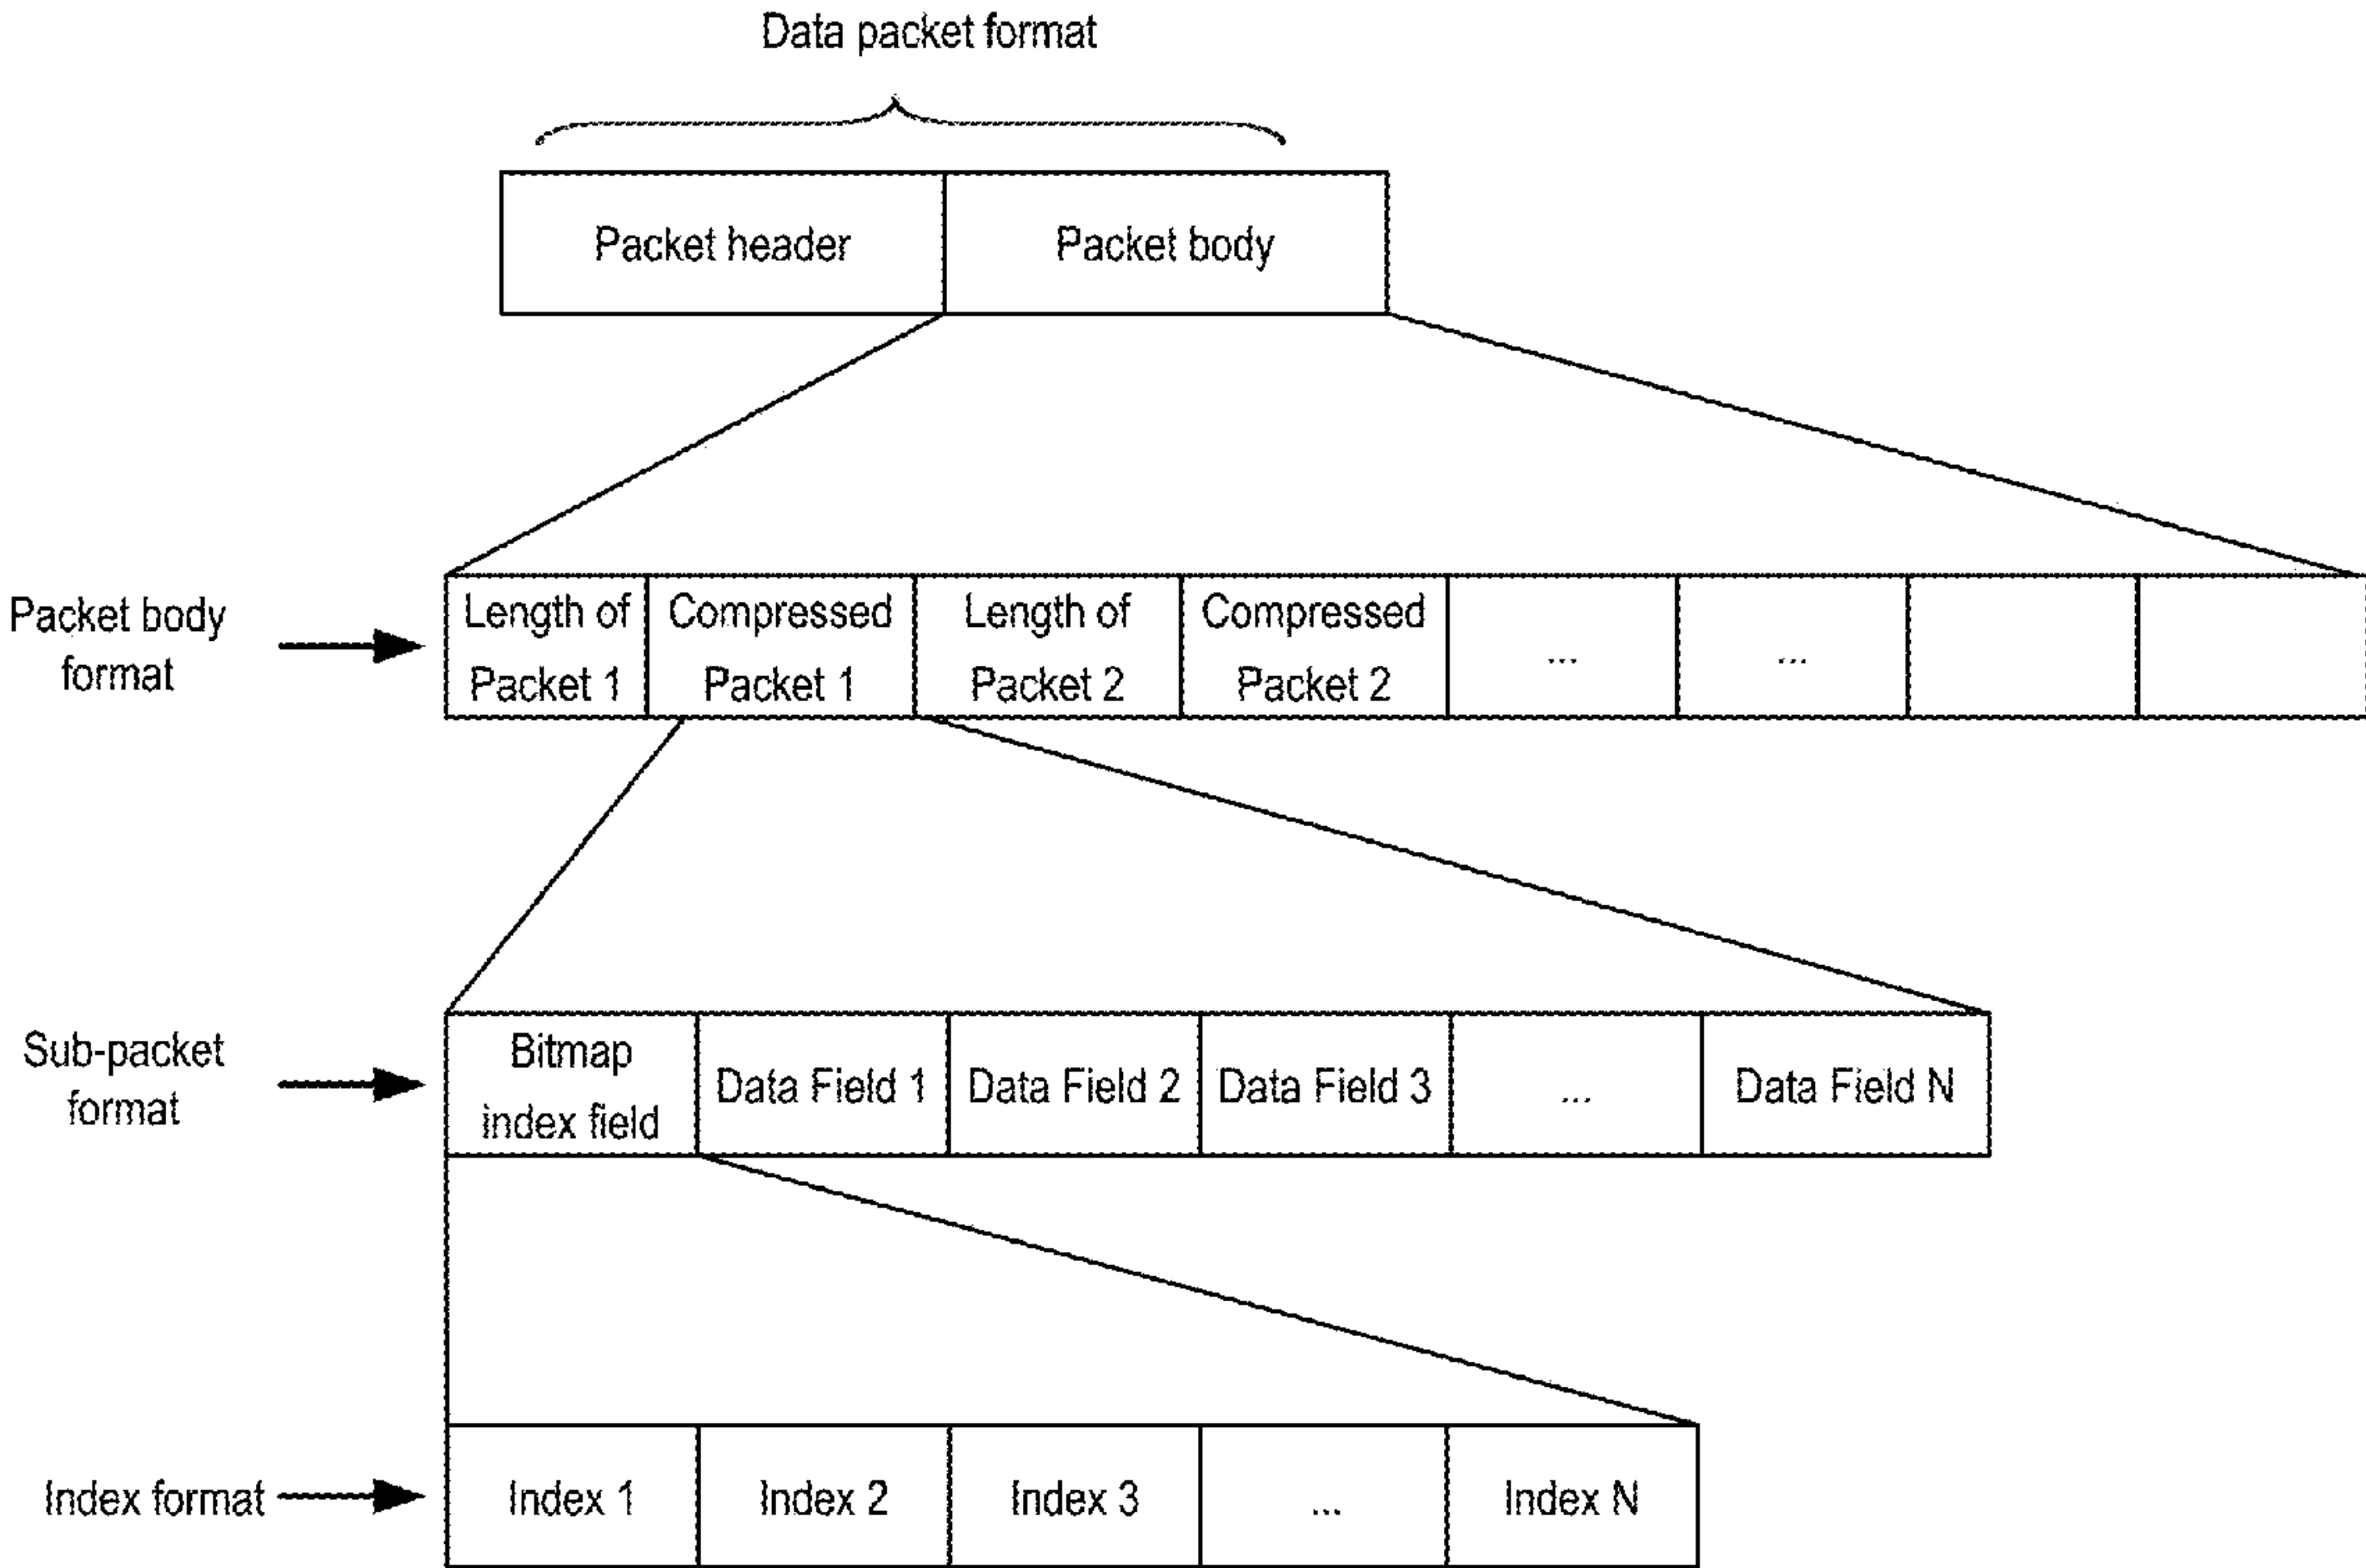 Data packet format
Packet header
Packet body
Packet body
format
Length of
Packet 1
Compressed
Packet 1
Length of
Packet 2
Compressed
Packet 2
...
...
Sub-packet
format
Bitmap
index field
Data Field 1
Data Field 2
Data Field 3
...
Data Field N
Index format
Index 1
Index 2
Index 3
...
Index N